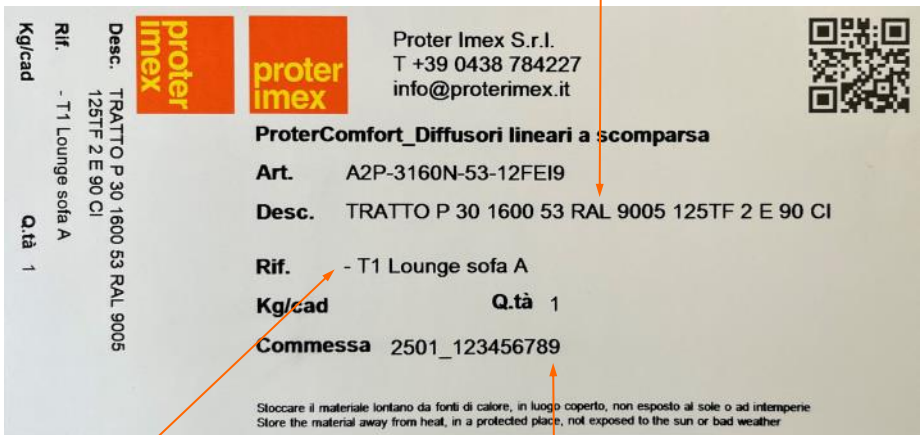 Kg/cad Q.tà 1
Rif. - T1 Lounge sofa A
Desc. TRATTO P 30 1600 53 RAL 9005
125TF 2 E 90 CI
proter
imex
proter
imex
Proter Imex S.r.l.
T +39 0438 784227
info@proterimex.it
ProterComfort_Diffusori lineari a scomparsa
Art. A2P-3160N-53-12FEI9
Desc. TRATTO P 30 1600 53 RAL 9005 125TF 2 E 90 CI
Rif. - T1 Lounge sofa A
Kg/cad Q.tà 1
Commessa 2501_123456789
Stoccare il materiale lontano da fonti di calore, in luogo coperto, non esposto al sole o ad intemperie
Store the material away from heat, in a protected place, not exposed to the sun or bad weather